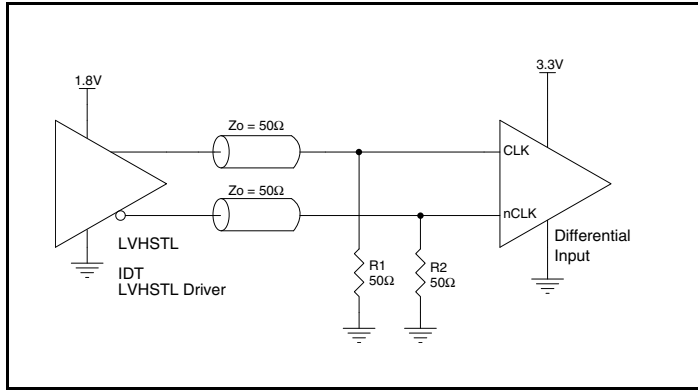 1.8V
3.3V
Zo = 50Ω
CLK
Zo = 50Ω
nCLK
LVHSTL
IDT
LVHSTL Driver
R1
50Ω
R2
50Ω
Differential
Input